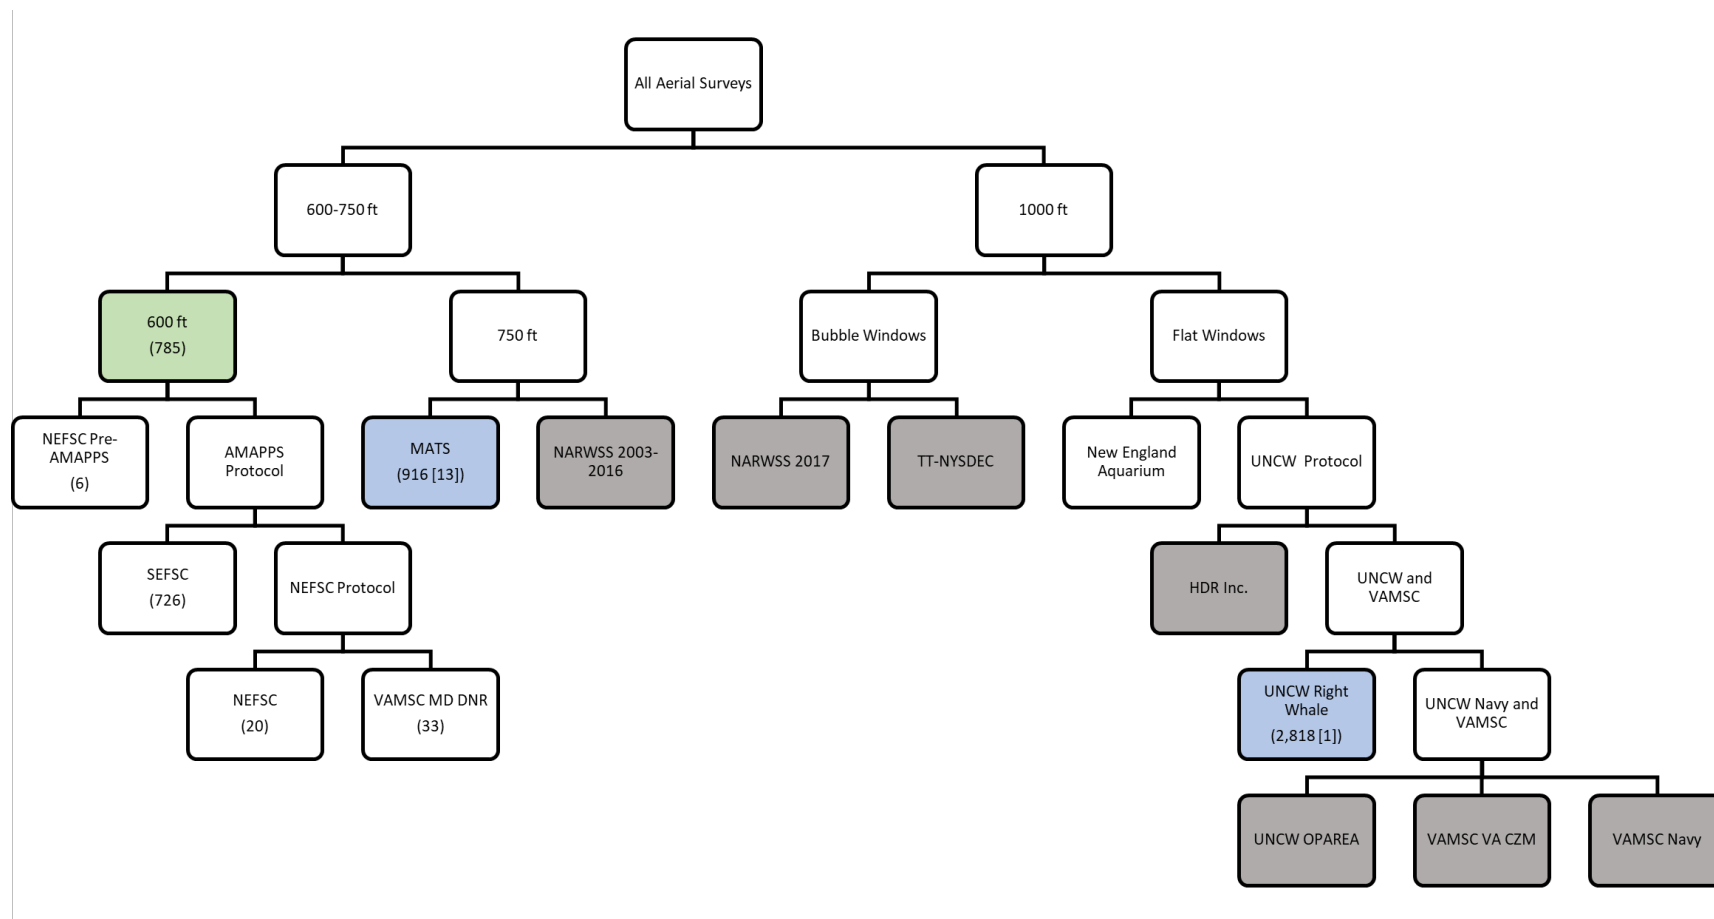 All Aerial Surveys
600-750 ft
1000 ft
600 ft
(785)
750 ft
Bubble Windows
Flat Windows
NEFSC Pre-
AMAPPS
(6)
AMAPPS
Protocol
MATS
(916 [13])
NARWSS 2003-
2016
NARWSS 2017
TT-NYSDEC
New England
Aquarium
UNCW Protocol
SEFSC
(726)
NEFSC Protocol
HDR Inc.
UNCW and
VAMSC
NEFSC
(20)
VAMSC MD DNR
(33)
UNCW Right
Whale
(2,818 [1])
UNCW Navy and
VAMSC
UNCW OPAREA
VAMSC VA CZM
VAMSC Navy